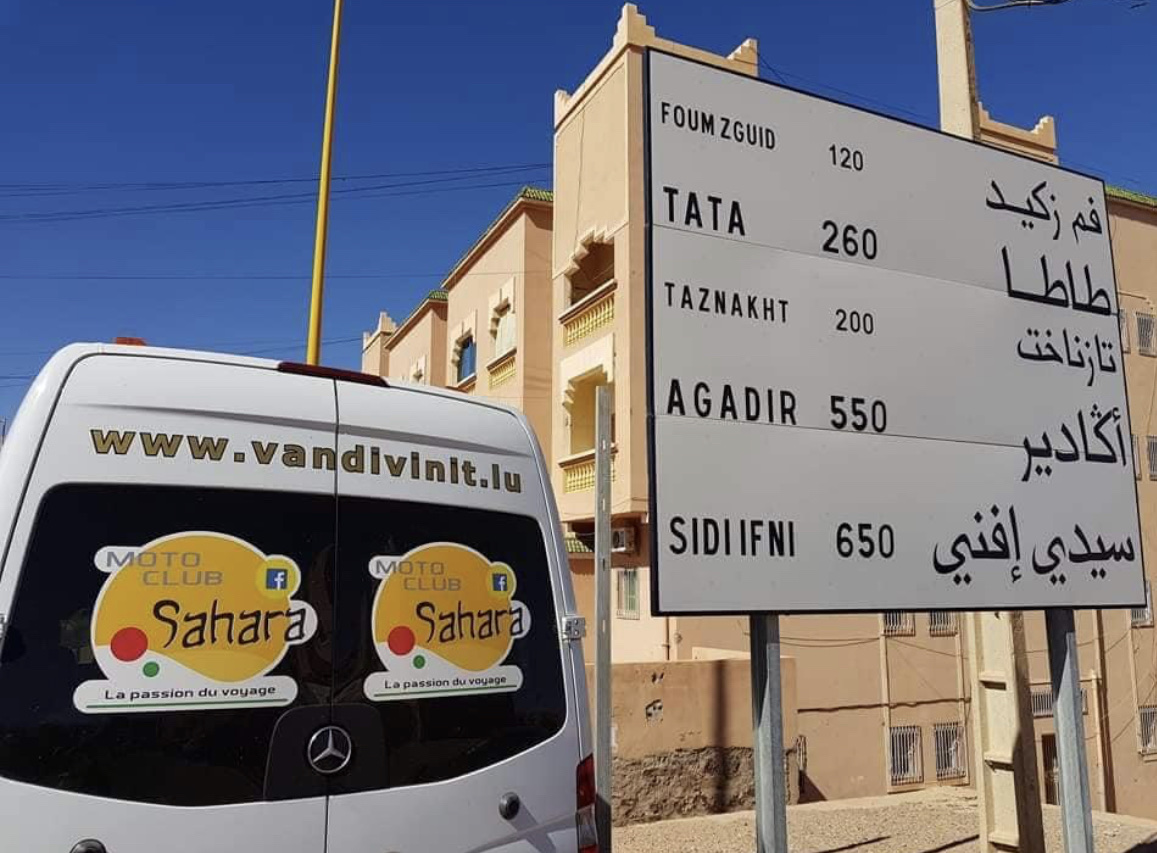 www.vandivinit.lu
MOTO
CLUB
f
Sahara
La passion du voyage
MOTO
CLUB
f
Sahara
La passion du voyage
FOUM ZGUID 120 فم زكيد
TATA 260 طاطا
TAZNAKHT 200 تازناخت
AGADIR 550 أڭادير
SIDI IFNI 650 سيدي إفني